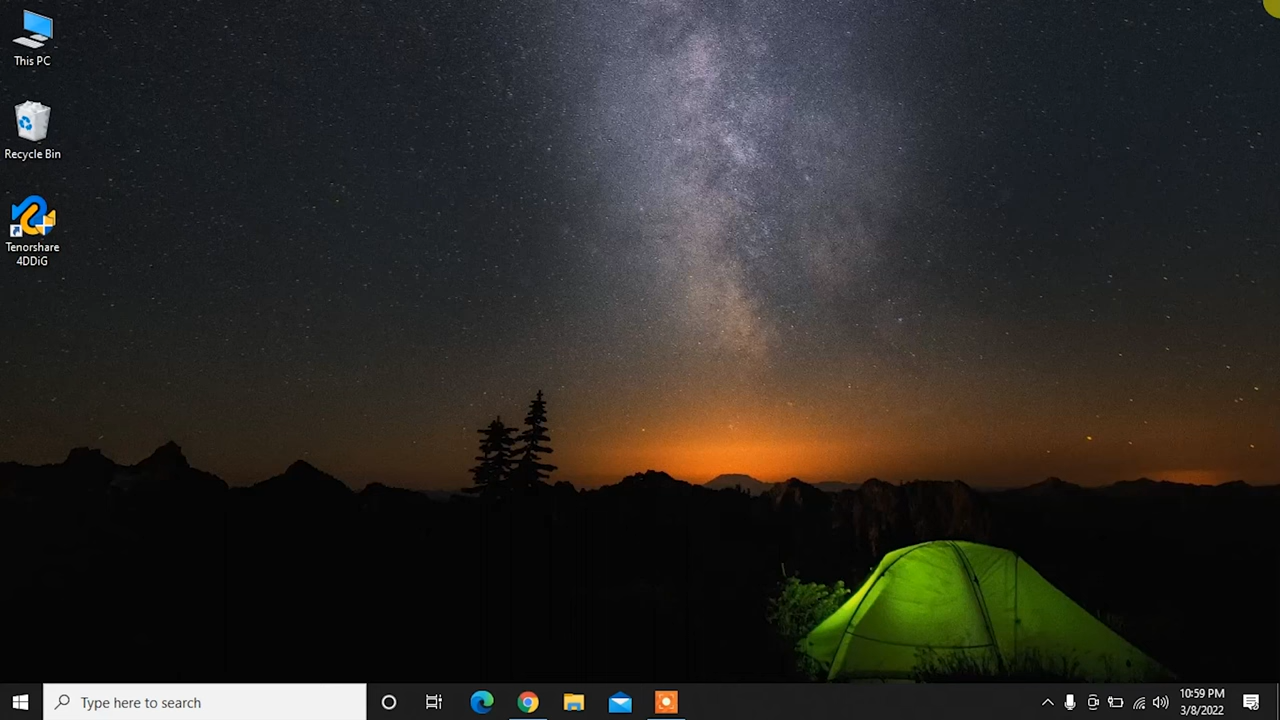 This PC
Recycle Bin
Tenorshare
4DDiG
Type here to search
10:59 PM
3/8/2022